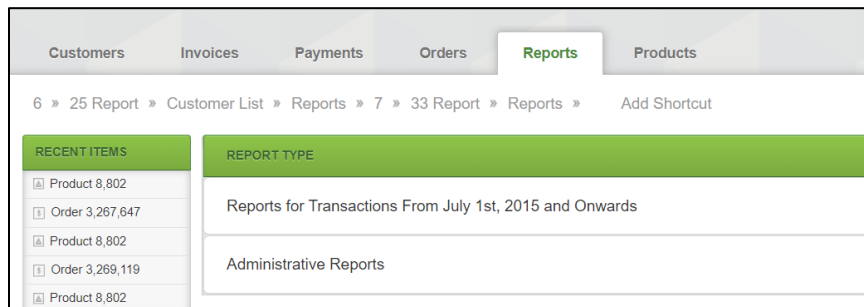 Customers Invoices Payments Orders Reports Products
6 » 25 Report » Customer List » Reports » 7 » 33 Report » Reports » Add Shortcut
RECENT ITEMS
Product 8,802
Order 3,267,647
Product 8,802
Order 3,269,119
Product 8,802
REPORT TYPE
Reports for Transactions From July 1st, 2015 and Onwards
Administrative Reports